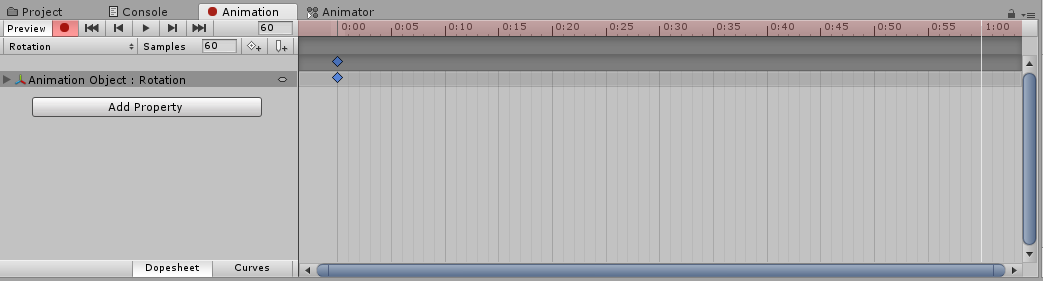 Project Console Animation Animator
Preview 60 0:00 0:05 0:10 0:15 0:20 0:25 0:30 0:35 0:40 0:45 0:50 0:55 1:00
Rotation Samples 60
Animation Object : Rotation
Add Property
Dopesheet Curves